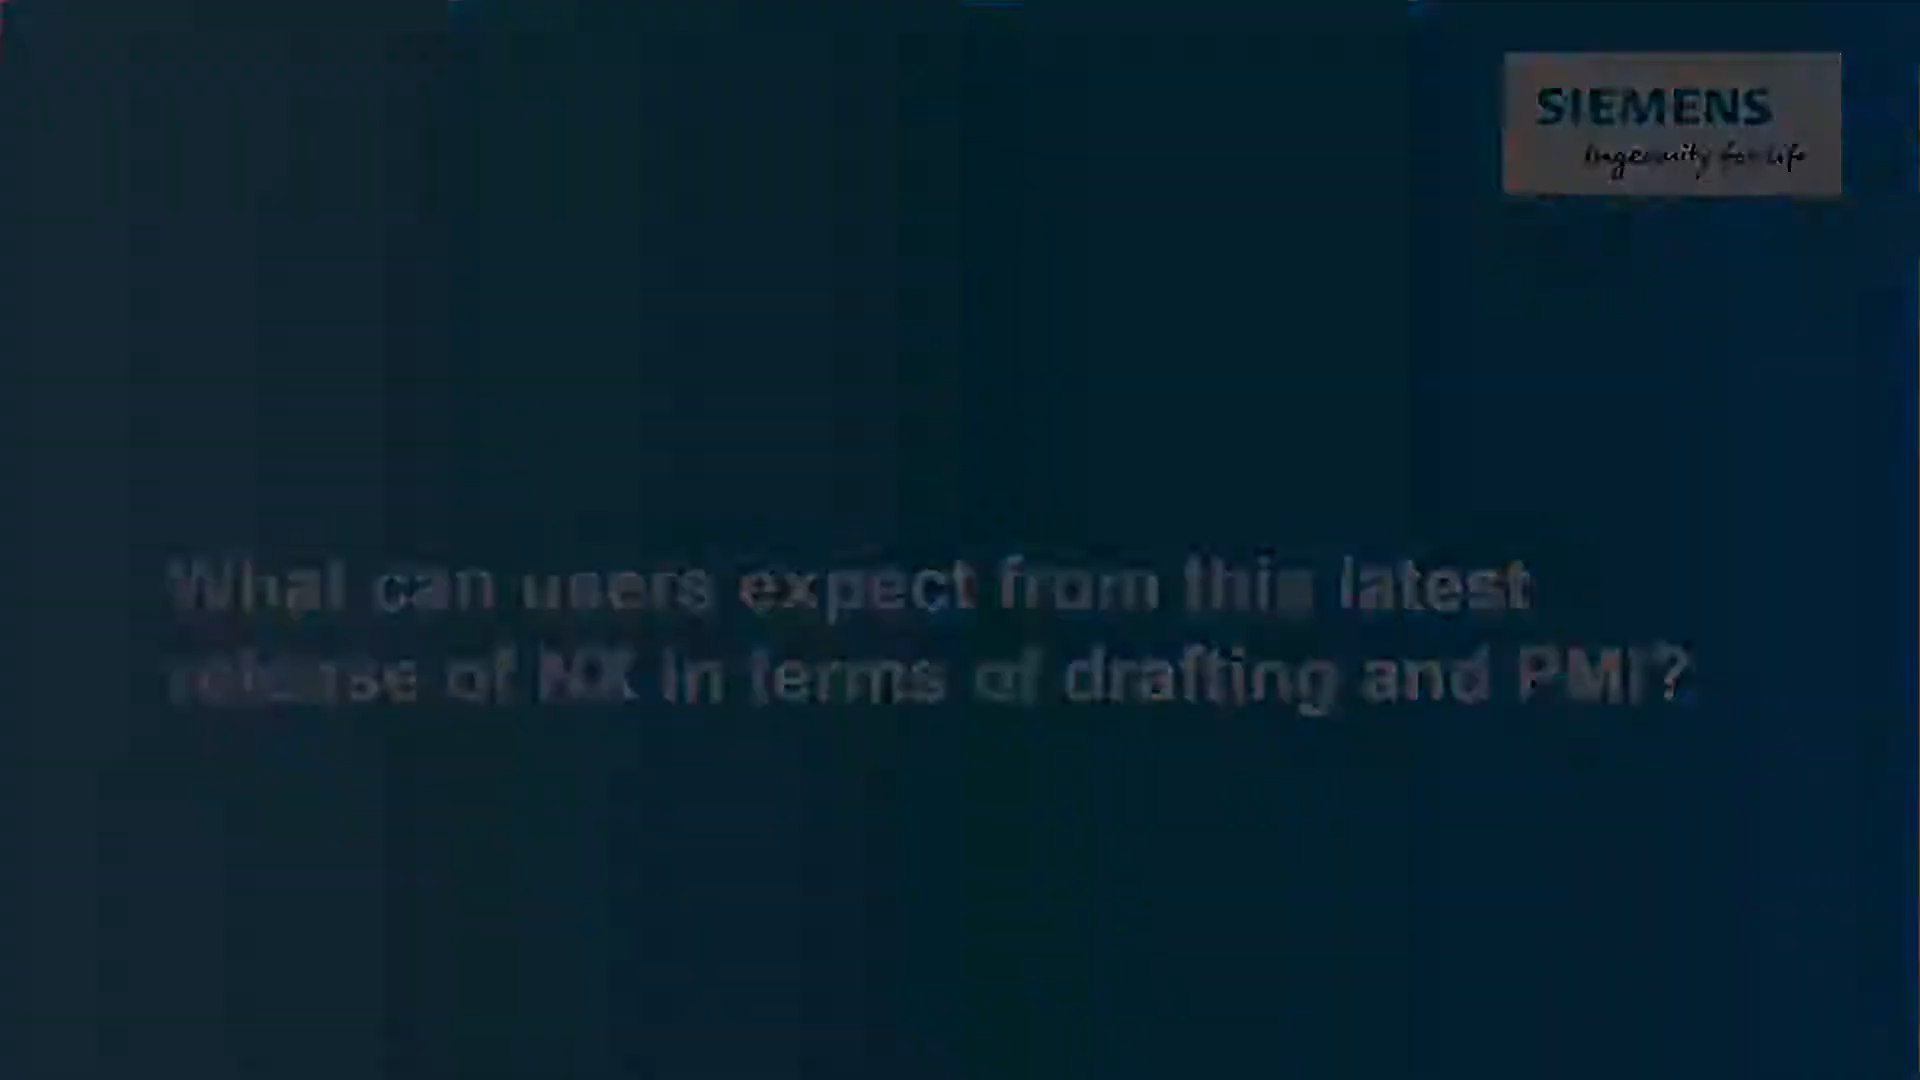 SIEMENS
Ingenuity for life
What can users expect from this latest
release of NX in terms of drafting and PMI?